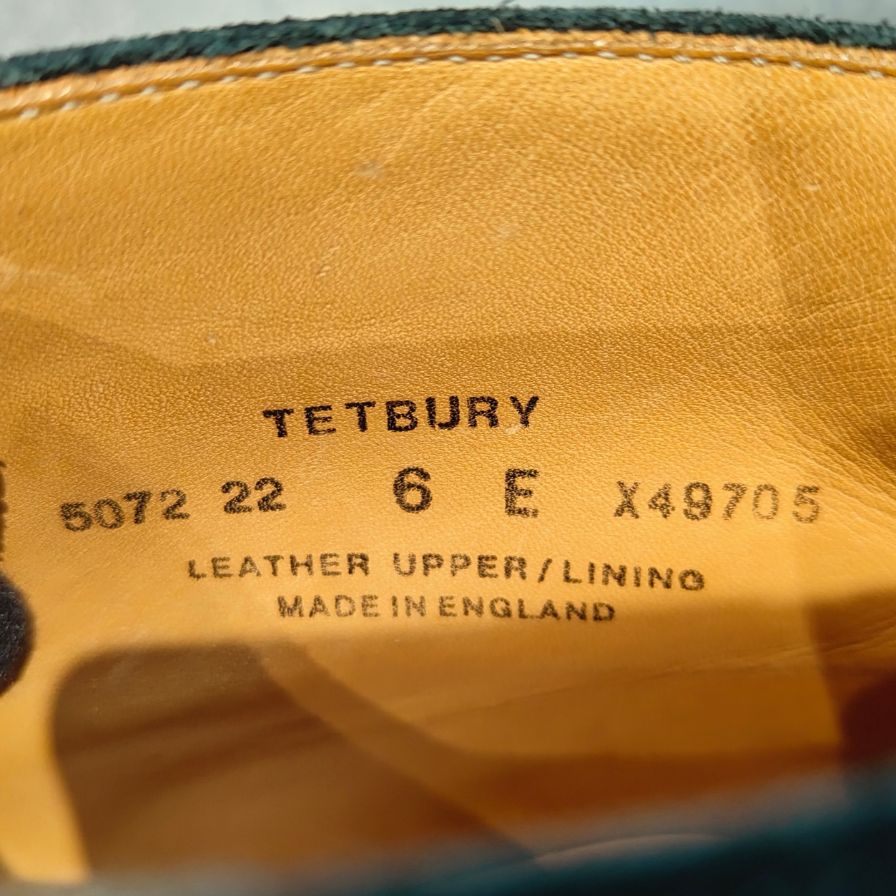 TETBURY
5072 22 6 E X49705
LEATHER UPPER/LINING
MADE IN ENGLAND